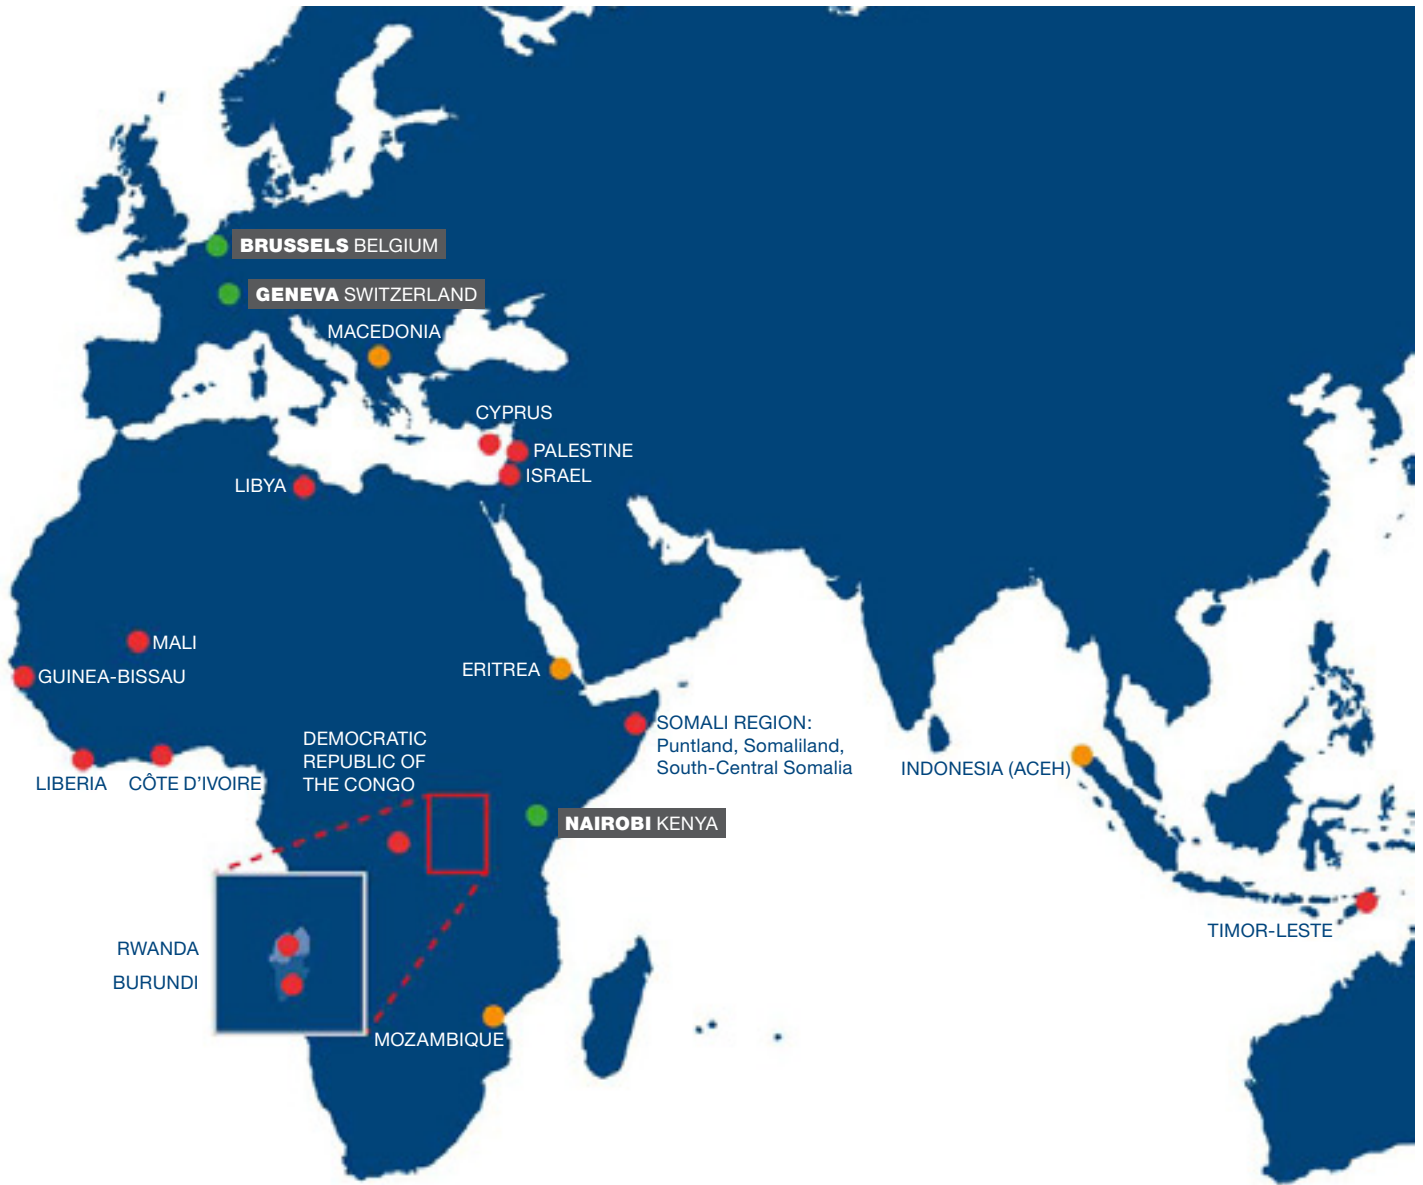 BRUSSELS BELGIUM
GENEVA SWITZERLAND
MACEDONIA
CYPRUS
PALESTINE
ISRAEL
LIBYA
MALI
GUINEA-BISSAU
ERITREA
LIBERIA
CÔTE D'IVOIRE
DEMOCRATIC
REPUBLIC OF
THE CONGO
SOMALI REGION:
Puntland, Somaliland,
South-Central Somalia
INDONESIA (ACEH)
NAIROBI KENYA
RWANDA
BURUNDI
TIMOR-LESTE
MOZAMBIQUE